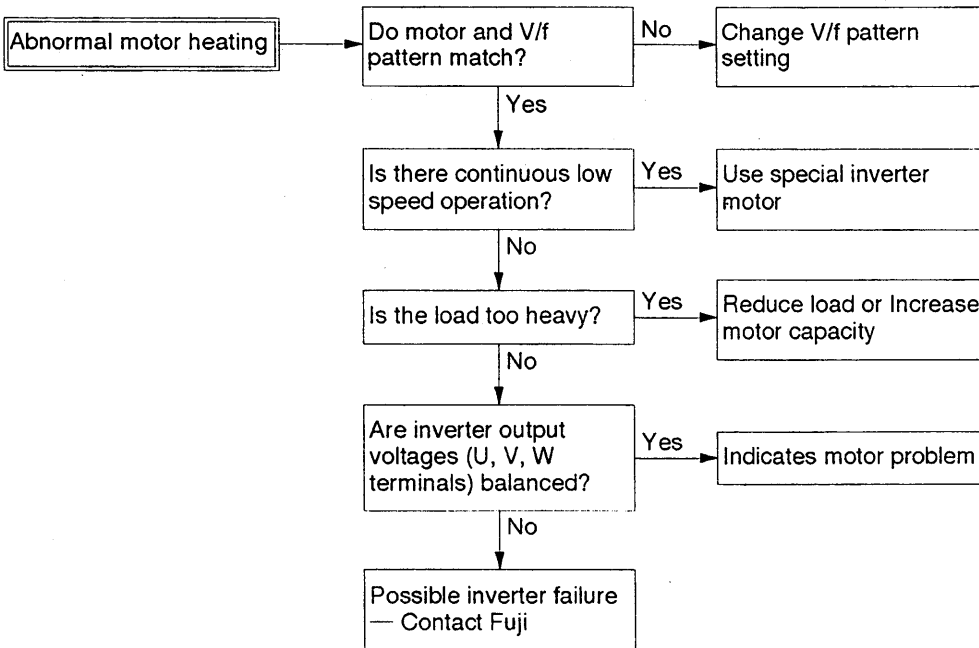 Abnormal motor heating
Do motor and V/f
pattern match?
No
Change V/f pattern
setting
Yes
Is there continuous low
speed operation?
Yes
Use special inverter
motor
No
Is the load too heavy?
Yes
Reduce load or Increase
motor capacity
No
Are inverter output
voltages (U, V, W
terminals) balanced?
Yes
Indicates motor problem
No
Possible inverter failure
— Contact Fuji